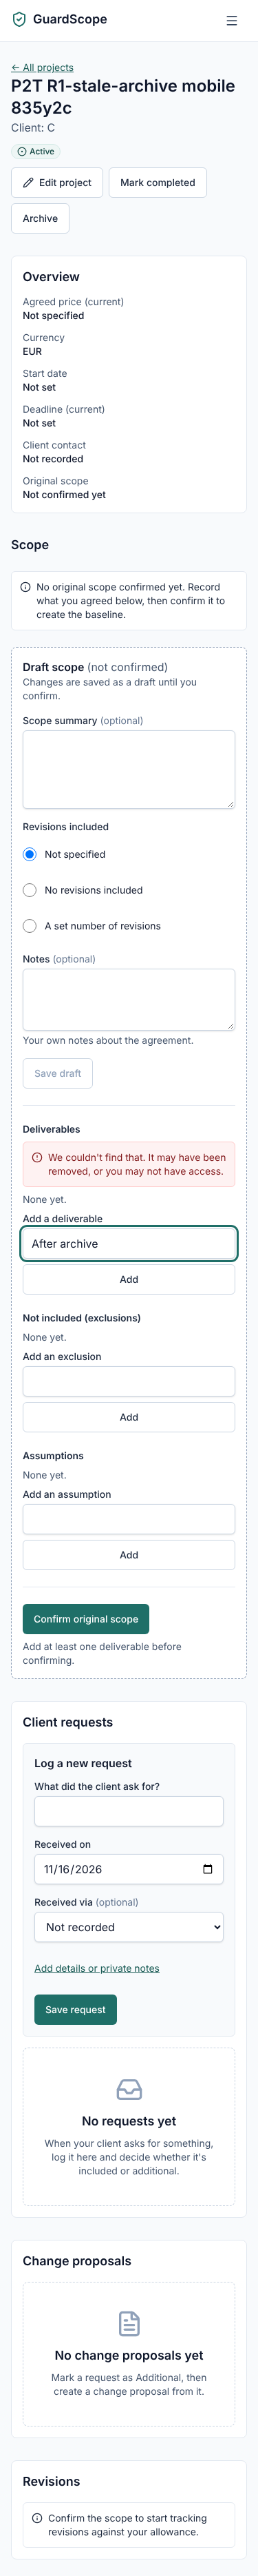 GuardScope
← All projects
P2T R1-stale-archive mobile
835y2c
Client: C
Active
Edit project
Mark completed
Archive
Overview
Agreed price (current)
Not specified
Currency
EUR
Start date
Not set
Deadline (current)
Not set
Client contact
Not recorded
Original scope
Not confirmed yet
Scope
No original scope confirmed yet. Record
what you agreed below, then confirm it to
create the baseline.
Draft scope (not confirmed)
Changes are saved as a draft until you
confirm.
Scope summary (optional)
Revisions included
Not specified
No revisions included
A set number of revisions
Notes (optional)
Your own notes about the agreement.
Save draft
Deliverables
We couldn't find that. It may have been
removed, or you may not have access.
None yet.
Add a deliverable
After archive
Add
Not included (exclusions)
None yet.
Add an exclusion
Add
Assumptions
None yet.
Add an assumption
Add
Confirm original scope
Add at least one deliverable before
confirming.
Client requests
Log a new request
What did the client ask for?
Received on
11/16/2026
Received via (optional)
Not recorded
Add details or private notes
Save request
No requests yet
When your client asks for something,
log it here and decide whether it's
included or additional.
Change proposals
No change proposals yet
Mark a request as Additional, then
create a change proposal from it.
Revisions
Confirm the scope to start tracking
revisions against your allowance.